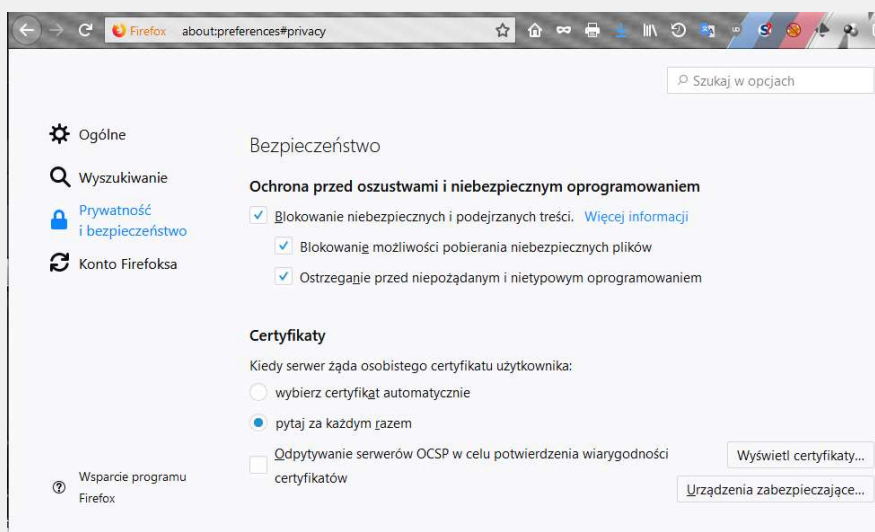 Firefox about:preferences#privacy
Szukaj w opcjach
Ogólne
Wyszukiwanie
Prywatność
i bezpieczeństwo
Konto Firefoksa
Bezpieczeństwo
Ochrona przed oszustwami i niebezpiecznym oprogramowaniem
Blokowanie niebezpiecznych i podejrzanych treści. Więcej informacji
Blokowanie możliwości pobierania niebezpiecznych plików
Ostrzeganie przed niepożądanym i nietypowym oprogramowaniem
Certyfikaty
Kiedy serwer żąda osobistego certyfikatu użytkownika:
wybierz certyfikat automatycznie
pytaj za każdym razem
Odpytywanie serwerów OCSP w celu potwierdzenia wiarygodności
certyfikatów
Wyświetl certyfikaty...
Urządzenia zabezpieczające...
Wsparcie programu
Firefox